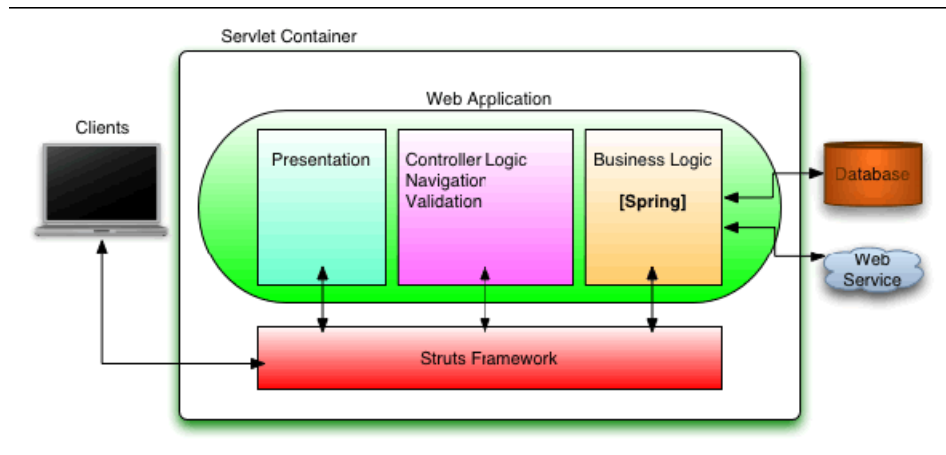 Servlet Container
Web Application
Clients
Presentation
Controller Logic
Navigation
Validation
Business Logic
[Spring]
Database
Web
Service
Struts Framework